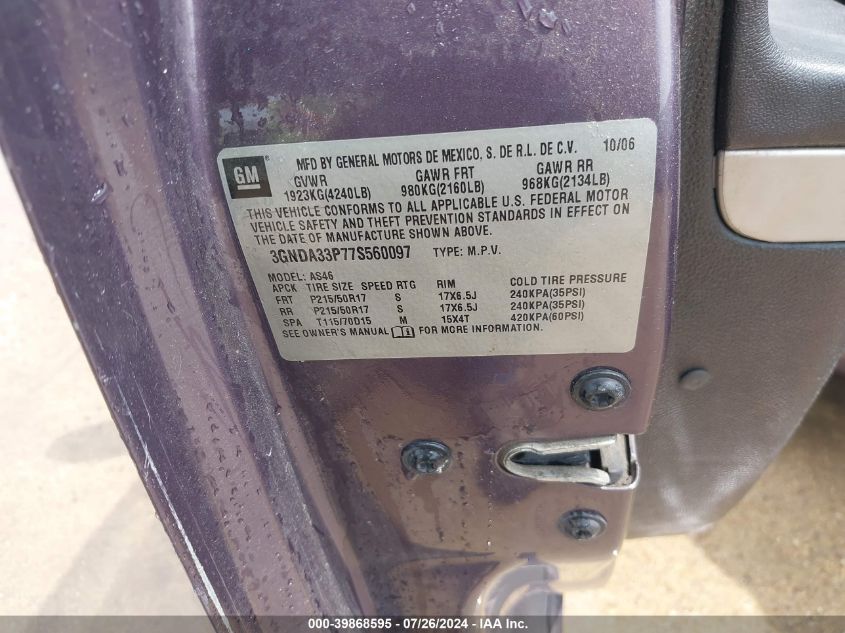 GM
MFD BY GENERAL MOTORS DE MEXICO, S. DE R.L. DE C.V. 10/06
GVWR GAWR FRT GAWR RR
1923KG(4240LB) 980KG(2160LB) 968KG(2134LB)
THIS VEHICLE CONFORMS TO ALL APPLICABLE U.S. FEDERAL MOTOR
VEHICLE SAFETY AND THEFT PREVENTION STANDARDS IN EFFECT ON
THE DATE OF MANUFACTURE SHOWN ABOVE.
3GNDA33P77S560097 TYPE: M.P.V.
MODEL: AS46
APCK TIRE SIZE SPEED RTG RIM COLD TIRE PRESSURE
FRT P215/50R17 S 17X6.5J 240KPA(35PSI)
RR P215/50R17 S 17X6.5J 240KPA(35PSI)
SPA T115/70D15 M 15X4T 420KPA(60PSI)
SEE OWNER'S MANUAL FOR MORE INFORMATION.
000-39868595 - 07/26/2024 - IAA Inc.